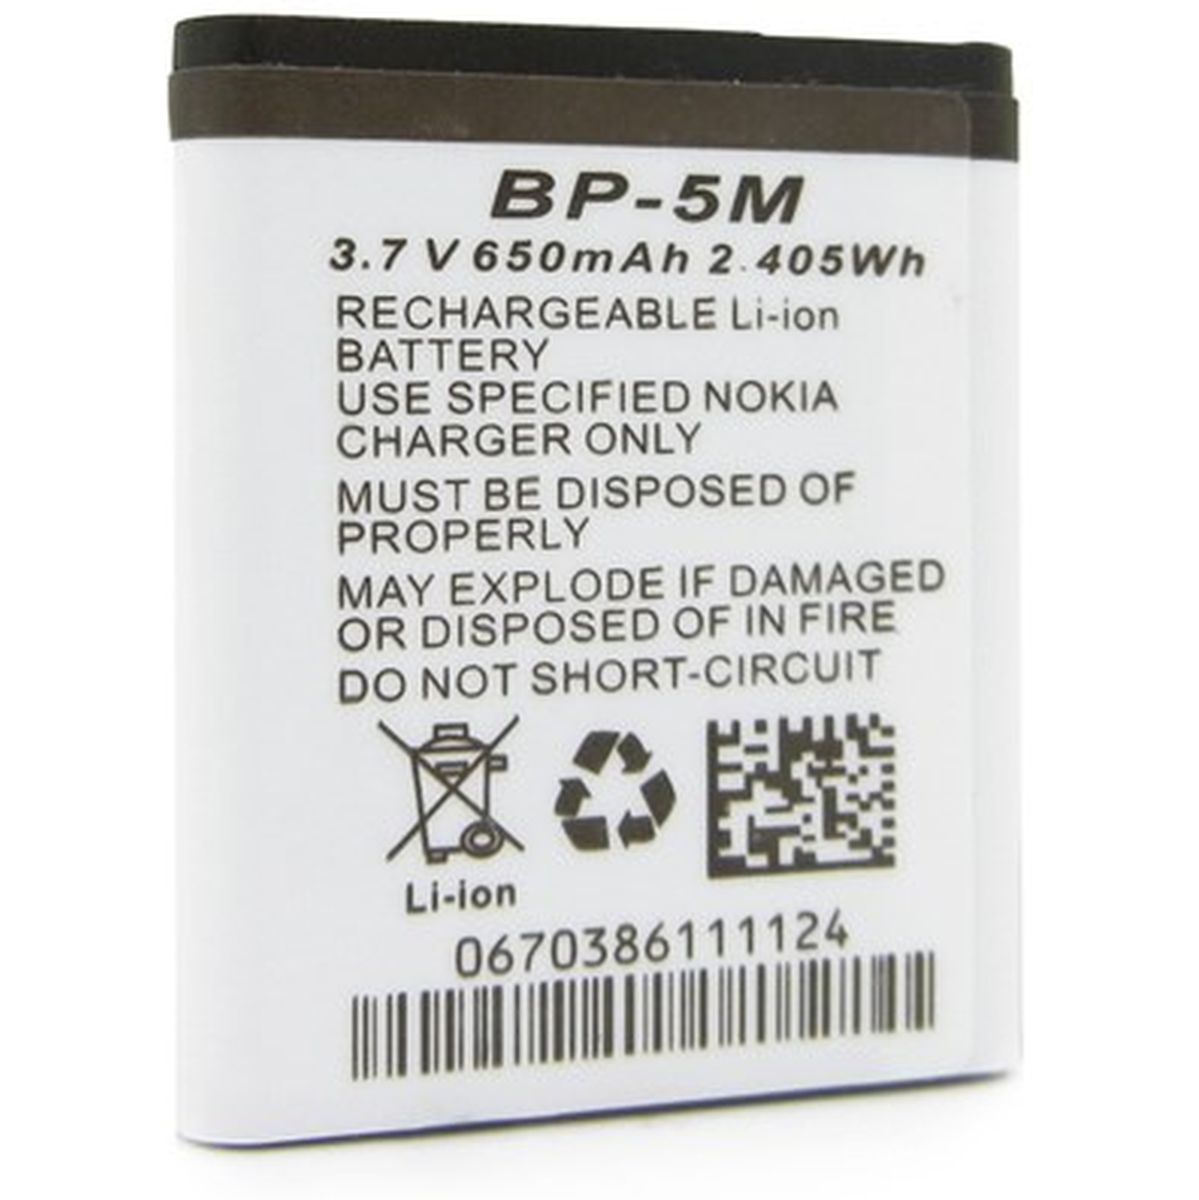 BP-5M
3.7 V 650mAh 2.405Wh
RECHARGEABLE Li-ion
BATTERY
USE SPECIFIED NOKIA
CHARGER ONLY
MUST BE DISPOSED OF
PROPERLY
MAY EXPLODE IF DAMAGED
OR DISPOSED OF IN FIRE
DO NOT SHORT-CIRCUIT
Li-ion
0670386111124